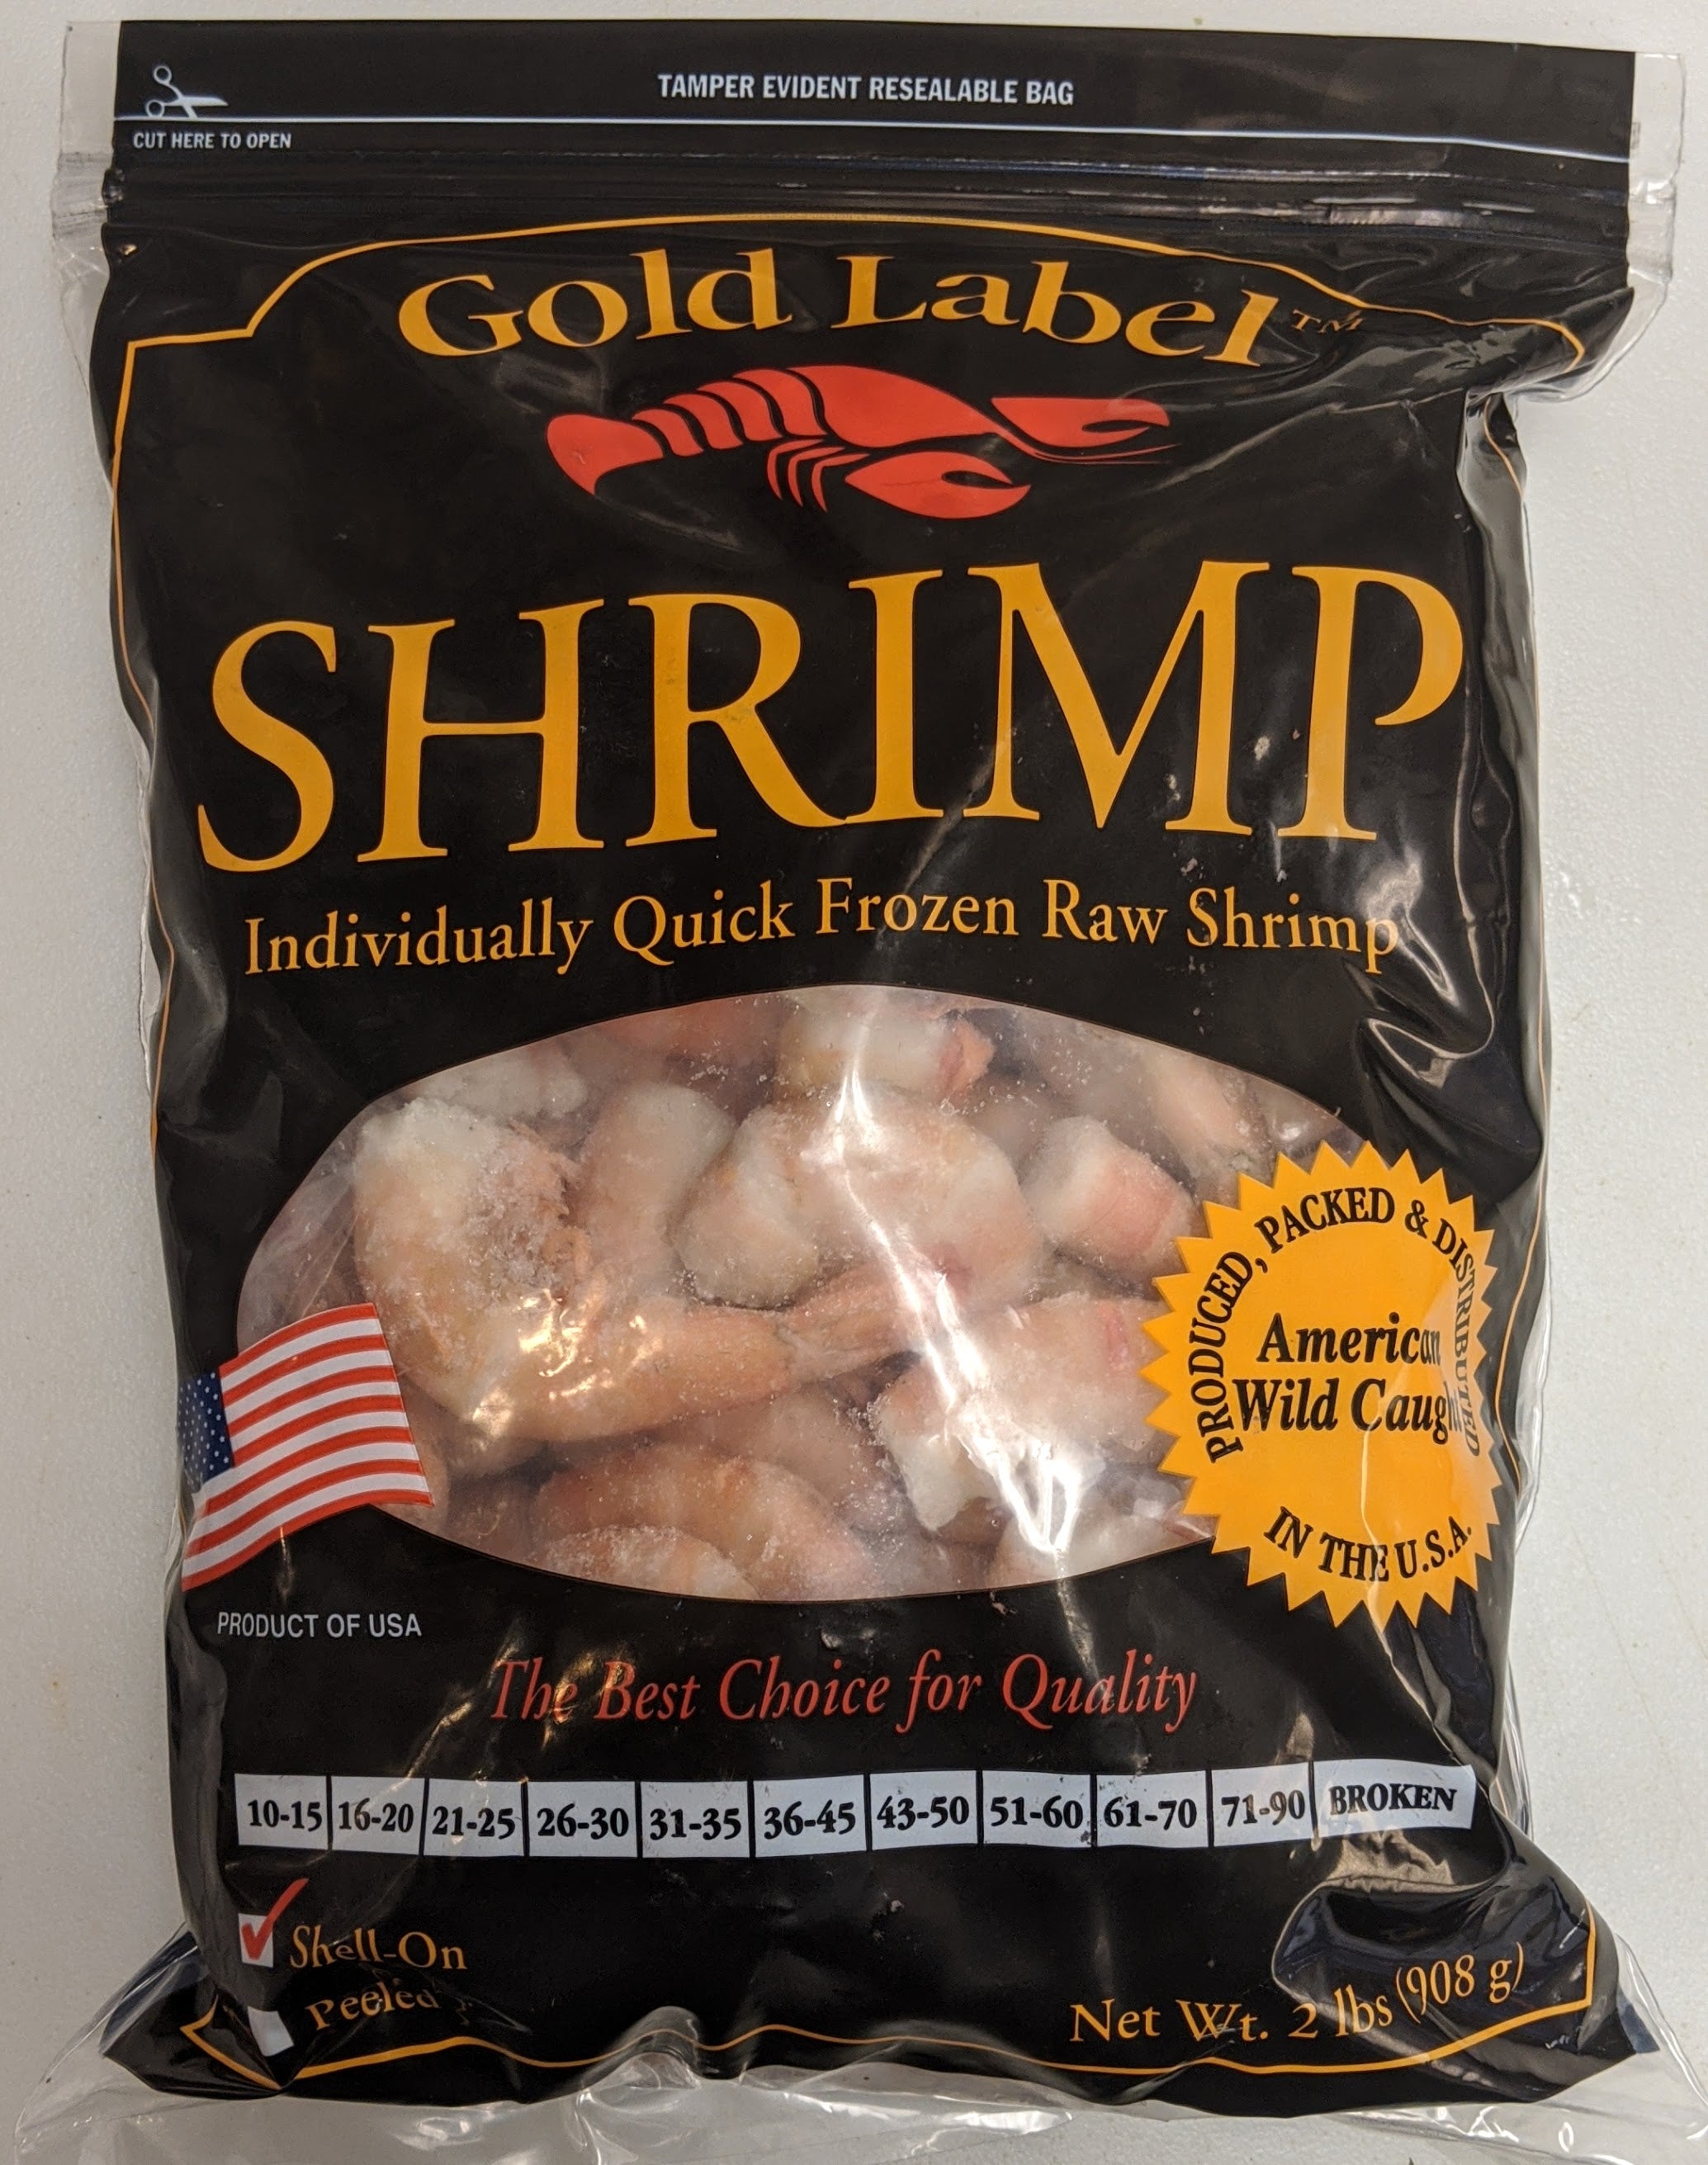 TAMPER EVIDENT RESEALABLE BAG
CUT HERE TO OPEN
Gold Label™
SHRIMP
Individually Quick Frozen Raw Shrimp
PRODUCED, PACKED & DISTRIBUTED
American
Wild Caught
IN THE U.S.A.
PRODUCT OF USA
The Best Choice for Quality
10-15 16-20 21-25 26-30 31-35 36-45 43-50 51-60 61-70 71-90 BROKEN
Shell-On
Peeled
Net Wt. 2 lbs (908 g)